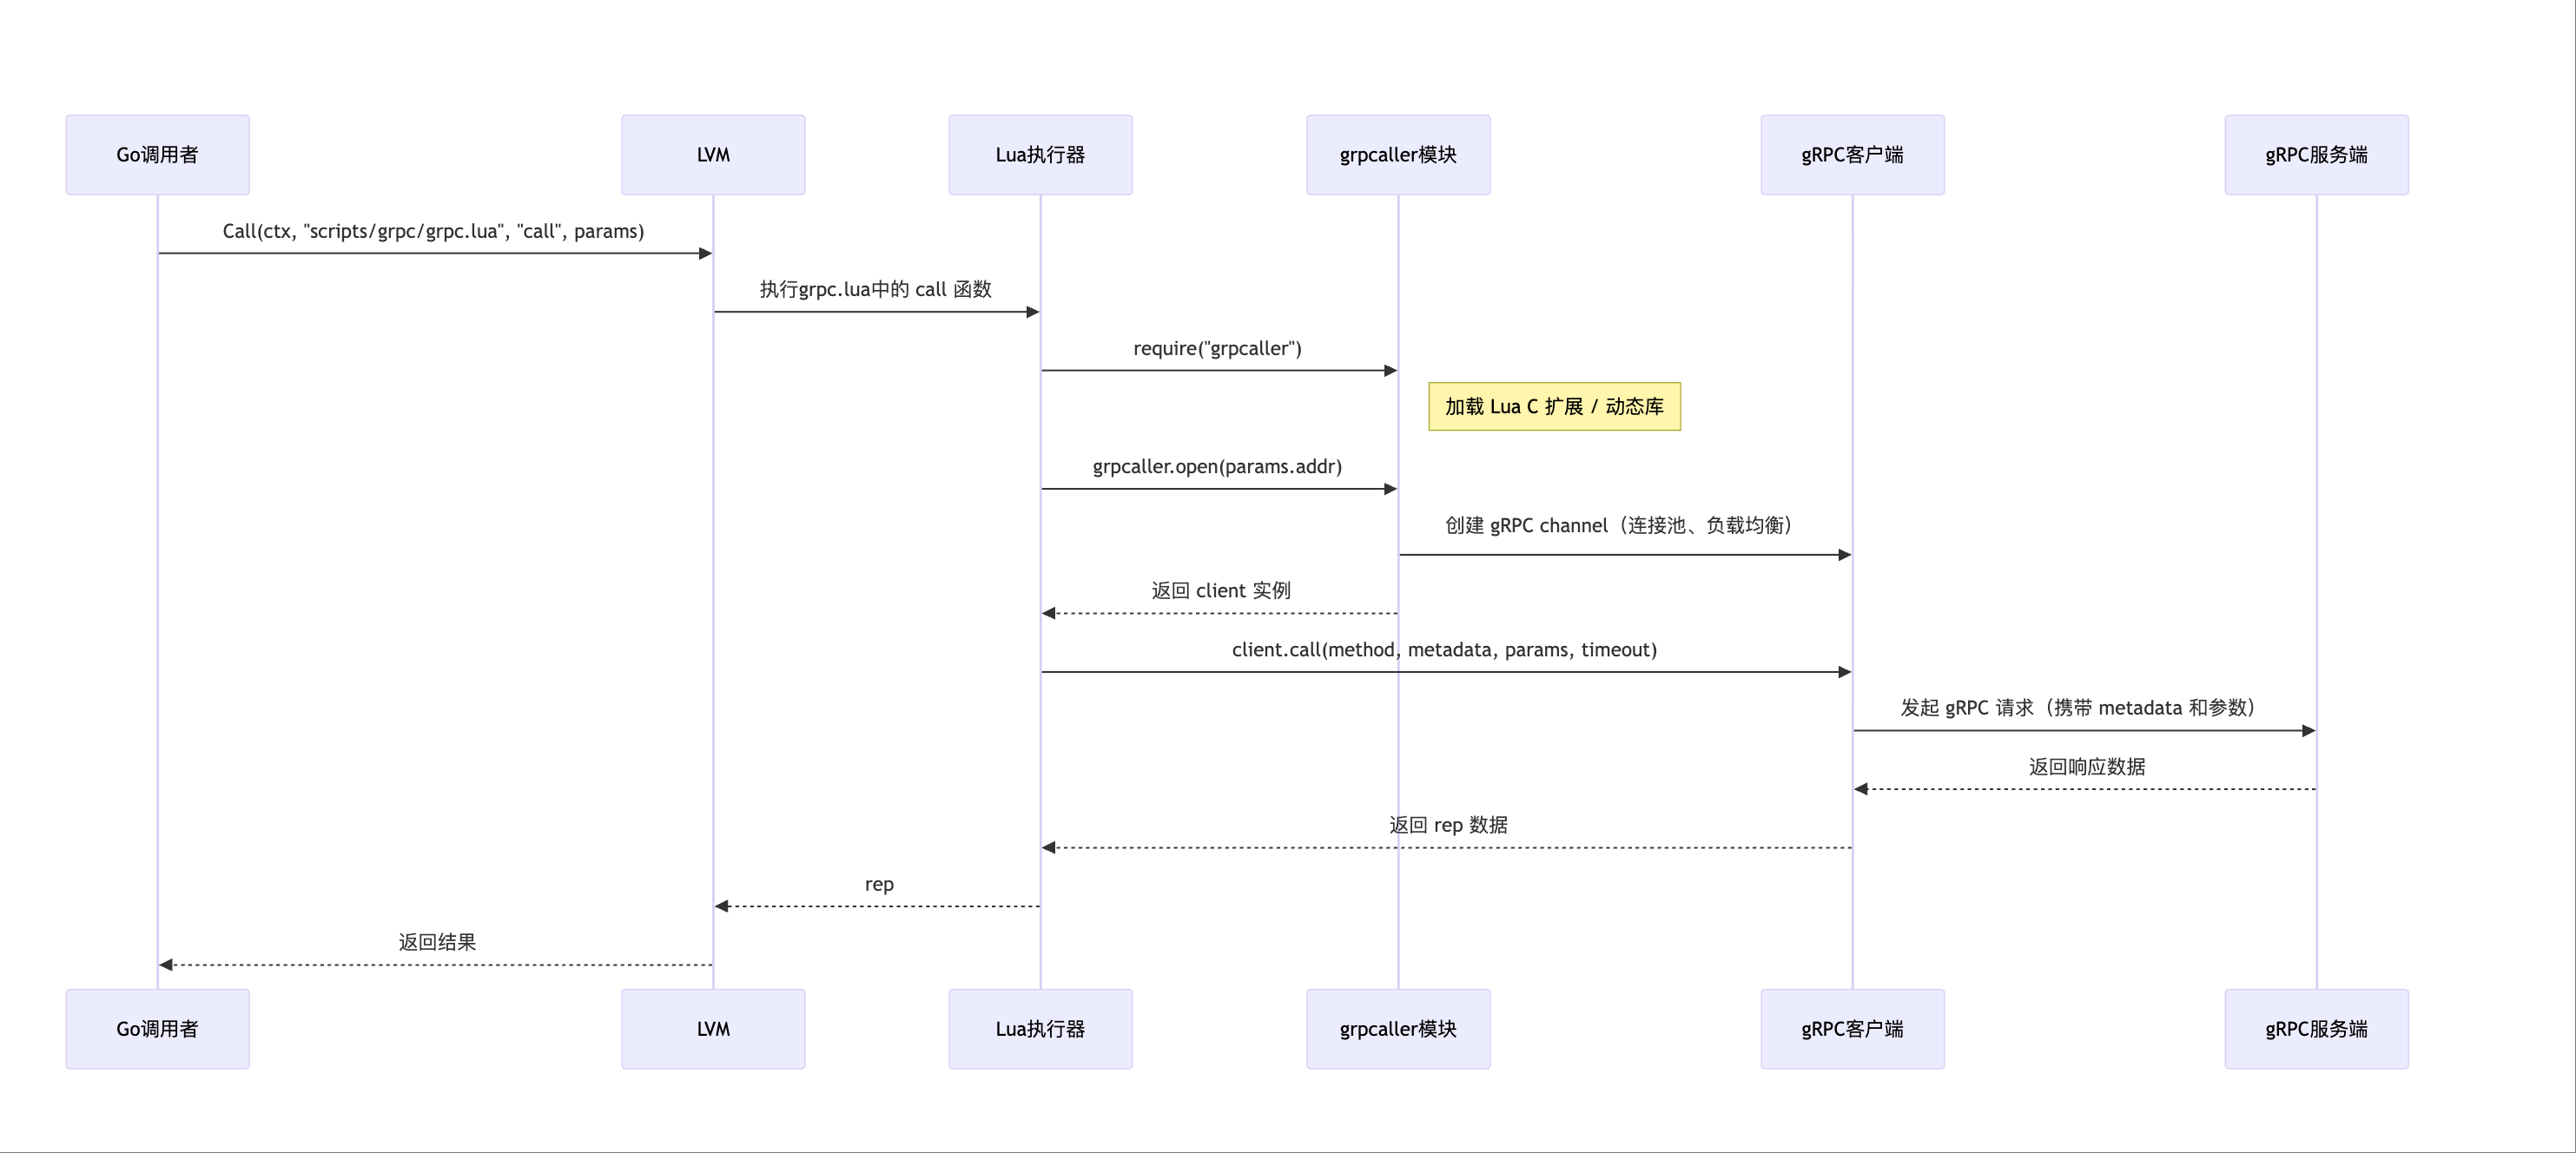 Go调用者
LVM
Lua执行器
grpcaller模块
gRPC客户端
gRPC服务端
Call(ctx, "scripts/grpc/grpc.lua", "call", params)
执行grpc.lua中的 call 函数
require("grpcaller")
加载 Lua C 扩展 / 动态库
grpcaller.open(params.addr)
创建 gRPC channel（连接池、负载均衡）
返回 client 实例
client.call(method, metadata, params, timeout)
发起 gRPC 请求（携带 metadata 和参数）
返回响应数据
返回 rep 数据
rep
返回结果
Go调用者
LVM
Lua执行器
grpcaller模块
gRPC客户端
gRPC服务端